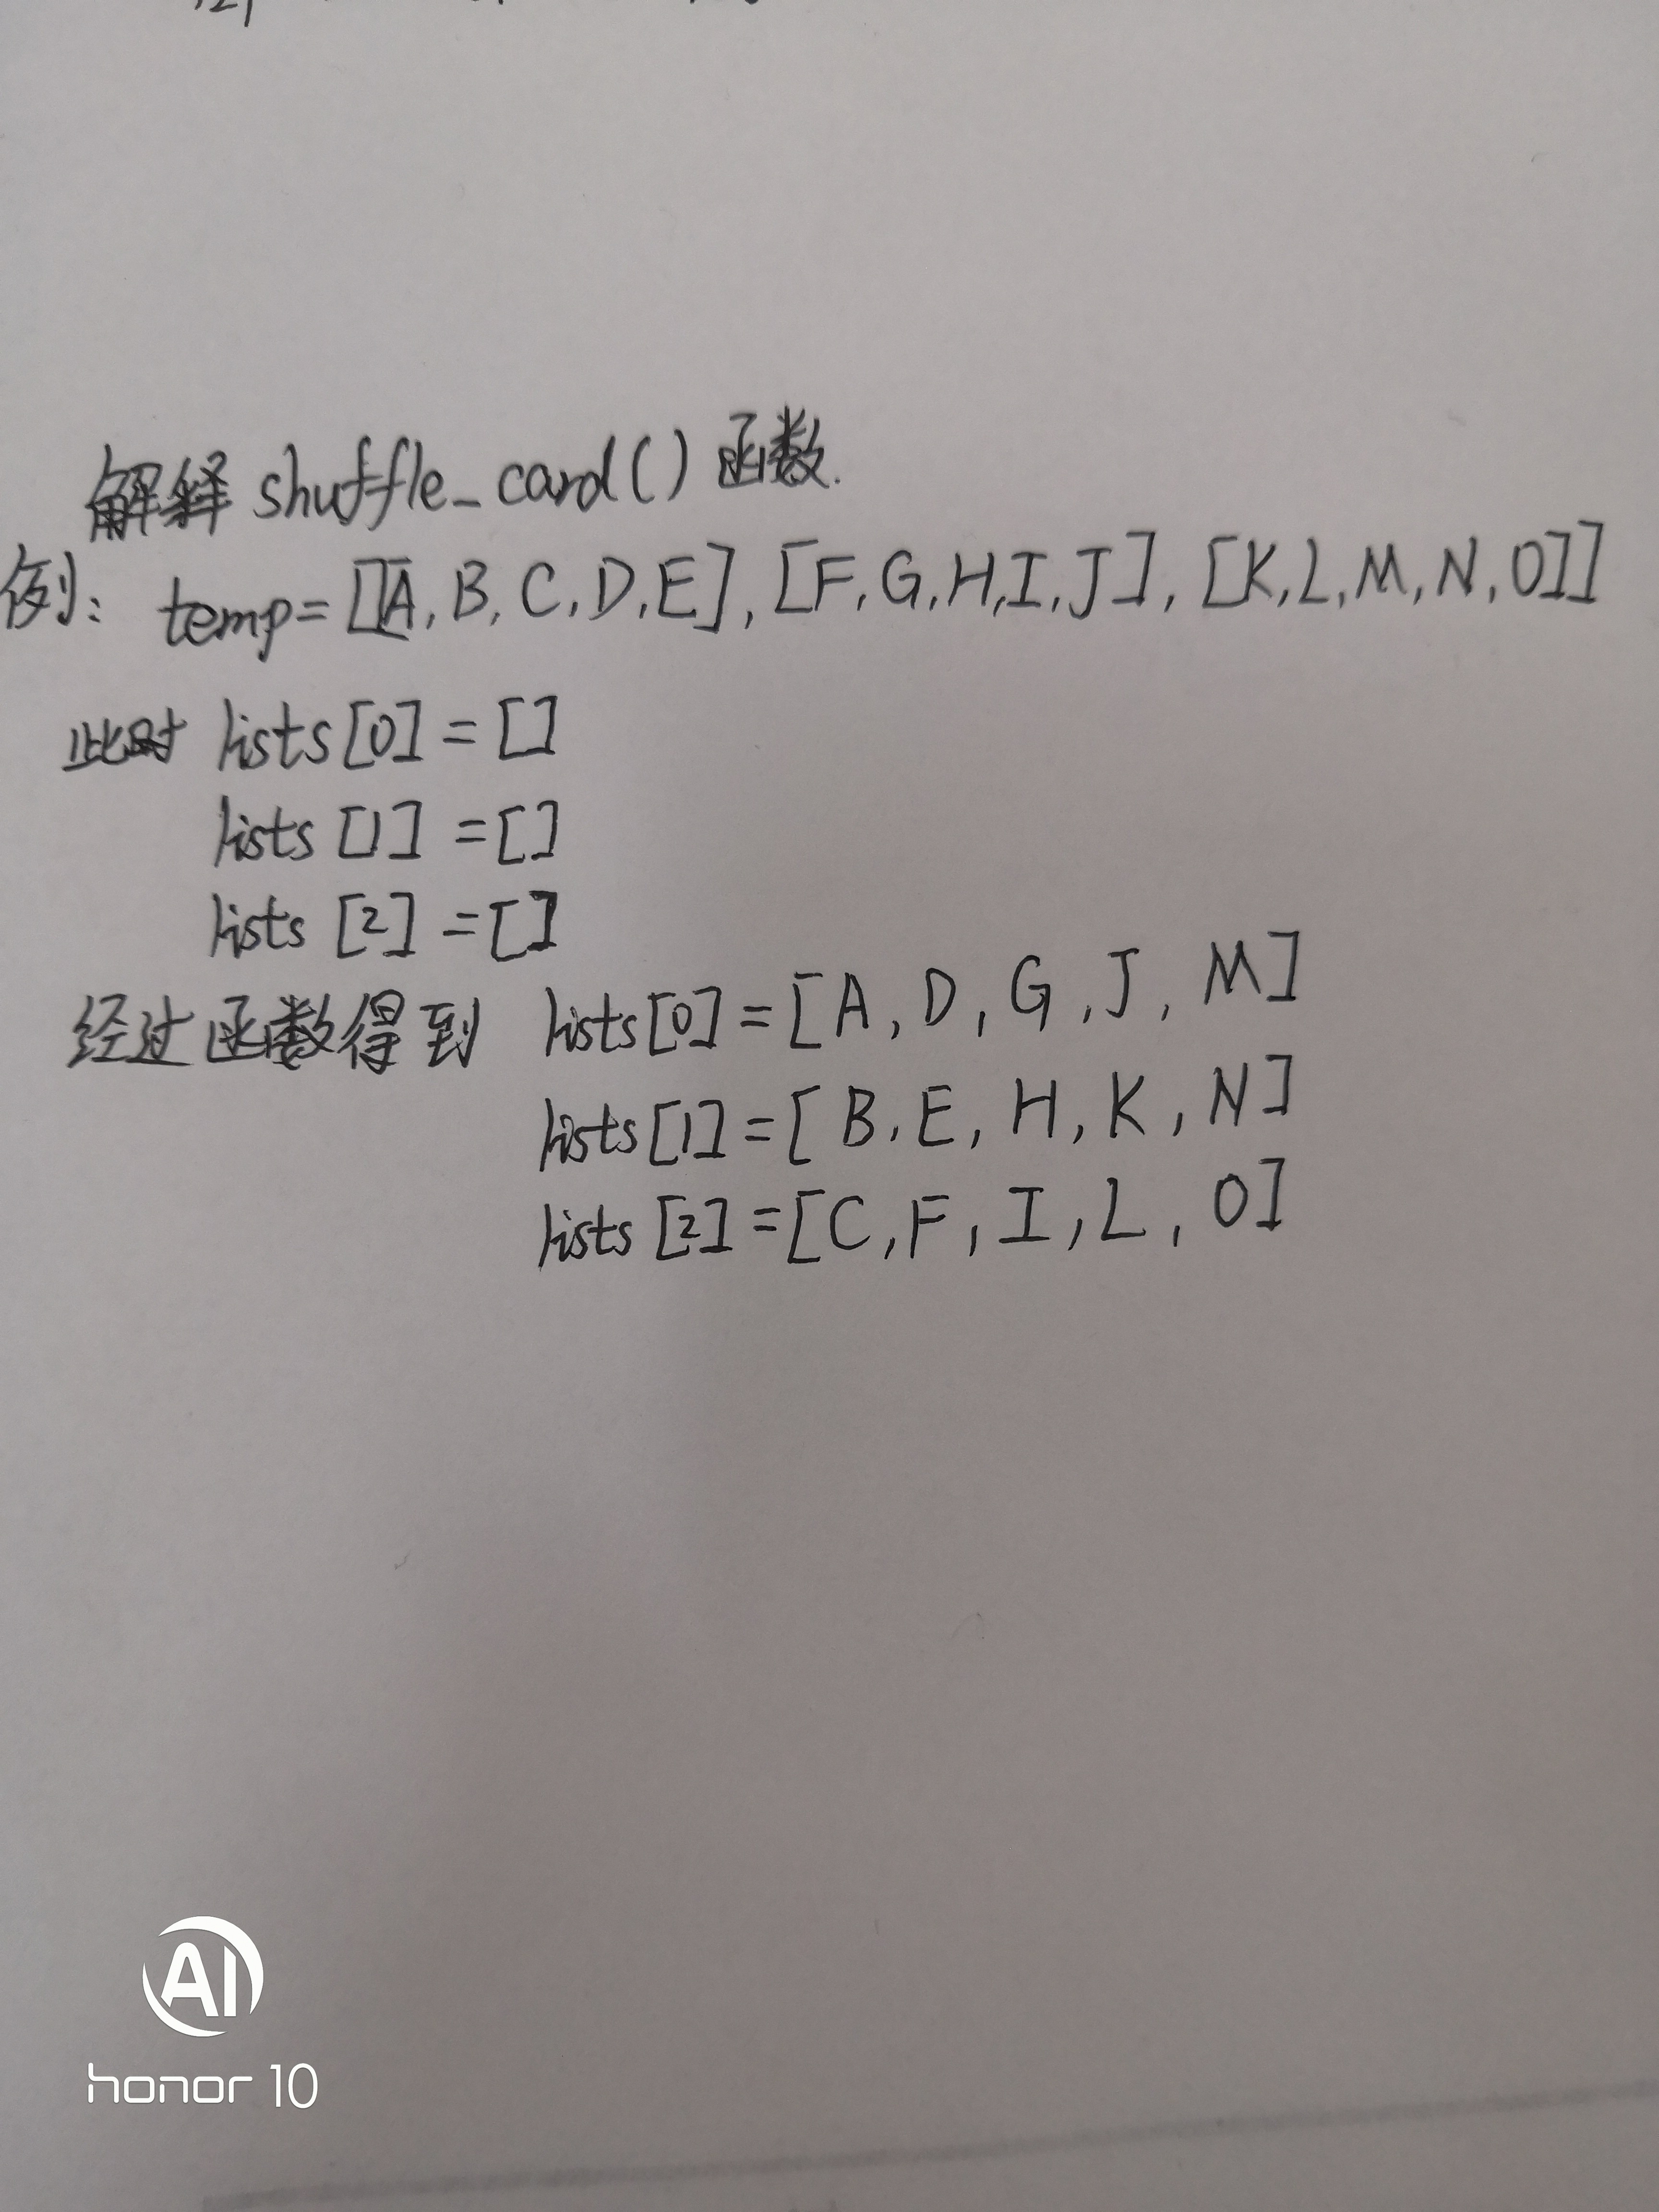 解释 shuffle_card() 函数.
例: temp=[[A, B, C, D, E], [F, G, H, I, J], [K, L, M, N, O]]
此时 lists[0] = []
lists [1] = []
lists [2] = []
经过函数得到 lists[0] = [A, D, G, J, M]
lists [1] = [B, E, H, K, N]
lists [2] = [C, F, I, L, O]
AI
honor 10